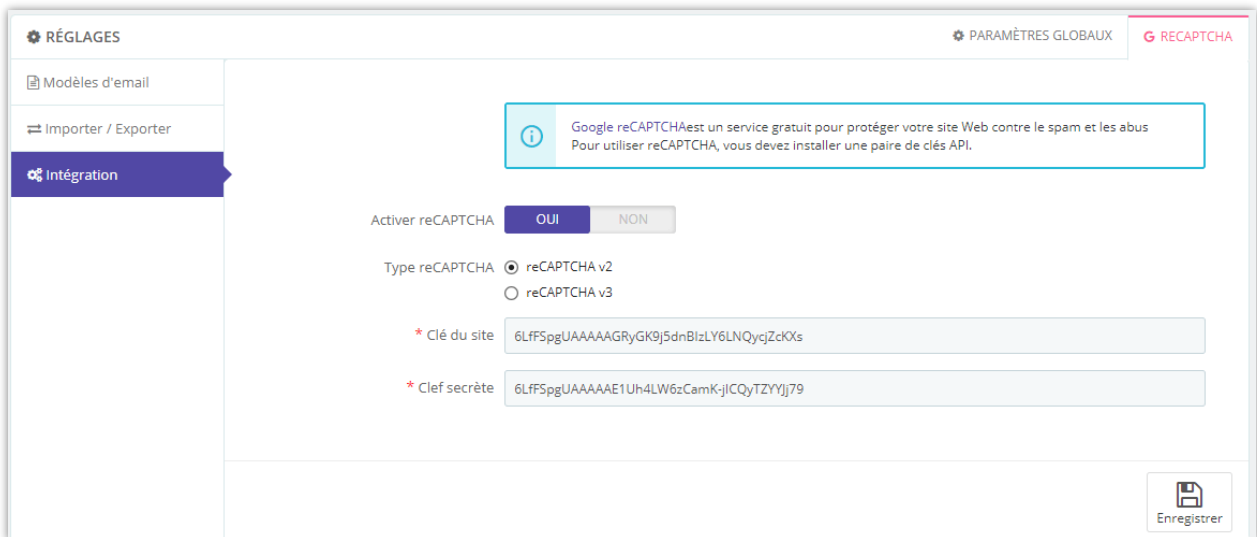 RÉGLAGES
PARAMÈTRES GLOBAUX
G RECAPTCHA
Modèles d'email
Importer / Exporter
Intégration
Google reCAPTCHAest un service gratuit pour protéger votre site Web contre le spam et les abus
Pour utiliser reCAPTCHA, vous devez installer une paire de clés API.
Activer reCAPTCHA OUI NON
Type reCAPTCHA reCAPTCHA v2
reCAPTCHA v3
* Clé du site 6LfFSpgUAAAAAGRyGK9j5dnBIzLY6LNQycjZcKXs
* Clef secrète 6LfFSpgUAAAAAE1Uh4LW6zCamK-jICQyTZYYJj79
Enregistrer